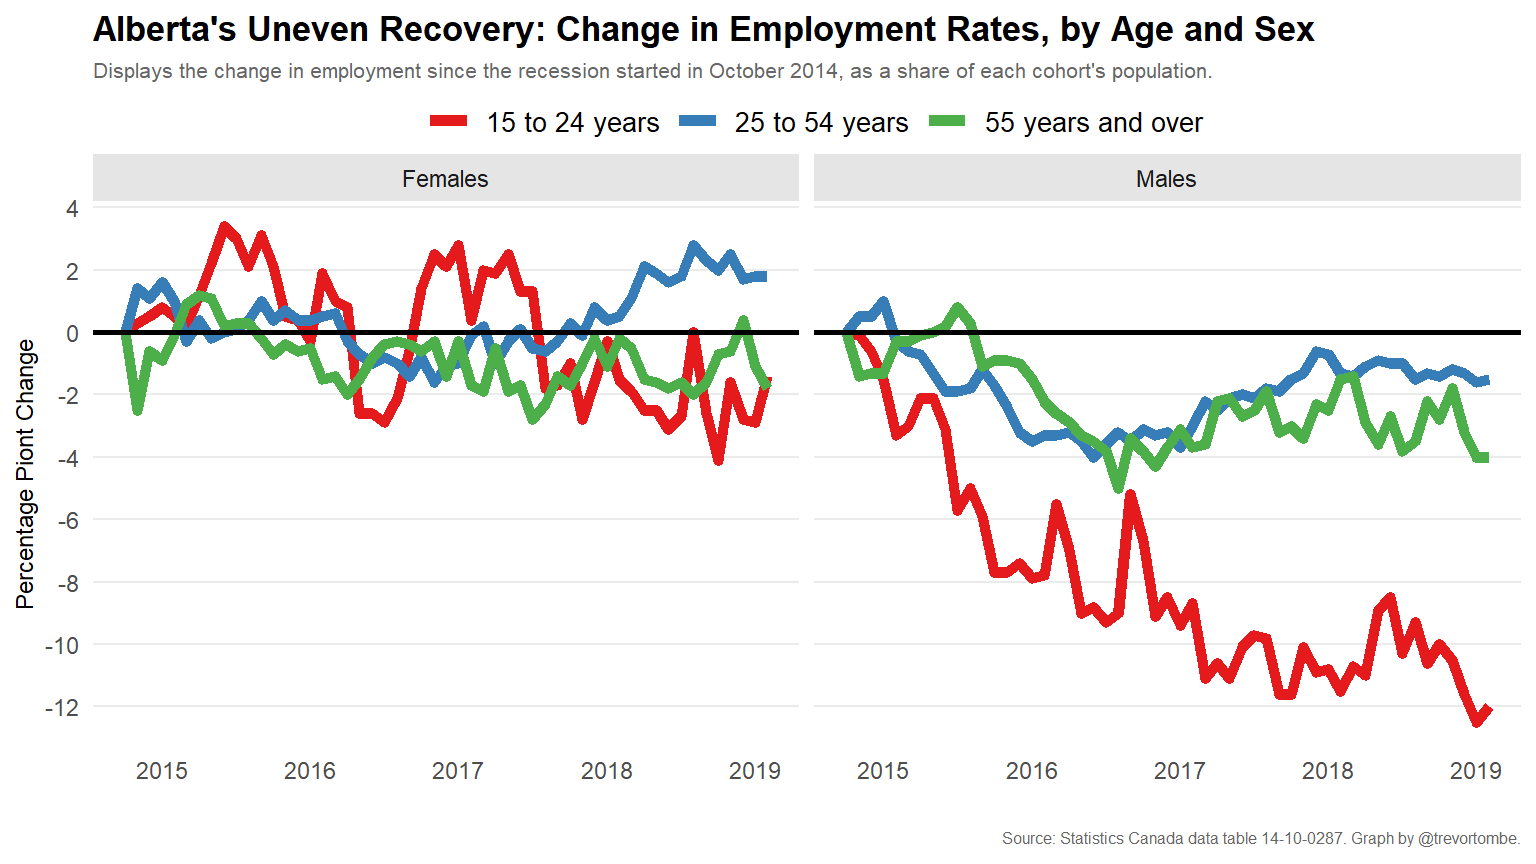 Alberta's Uneven Recovery: Change in Employment Rates, by Age and Sex
Displays the change in employment since the recession started in October 2014, as a share of each cohort's population.
15 to 24 years 25 to 54 years 55 years and over
Females
Males
Percentage Piont Change
4
2
0
-2
-4
-6
-8
-10
-12
2015 2016 2017 2018 2019
2015 2016 2017 2018 2019
Source: Statistics Canada data table 14-10-0287. Graph by @trevortombe.